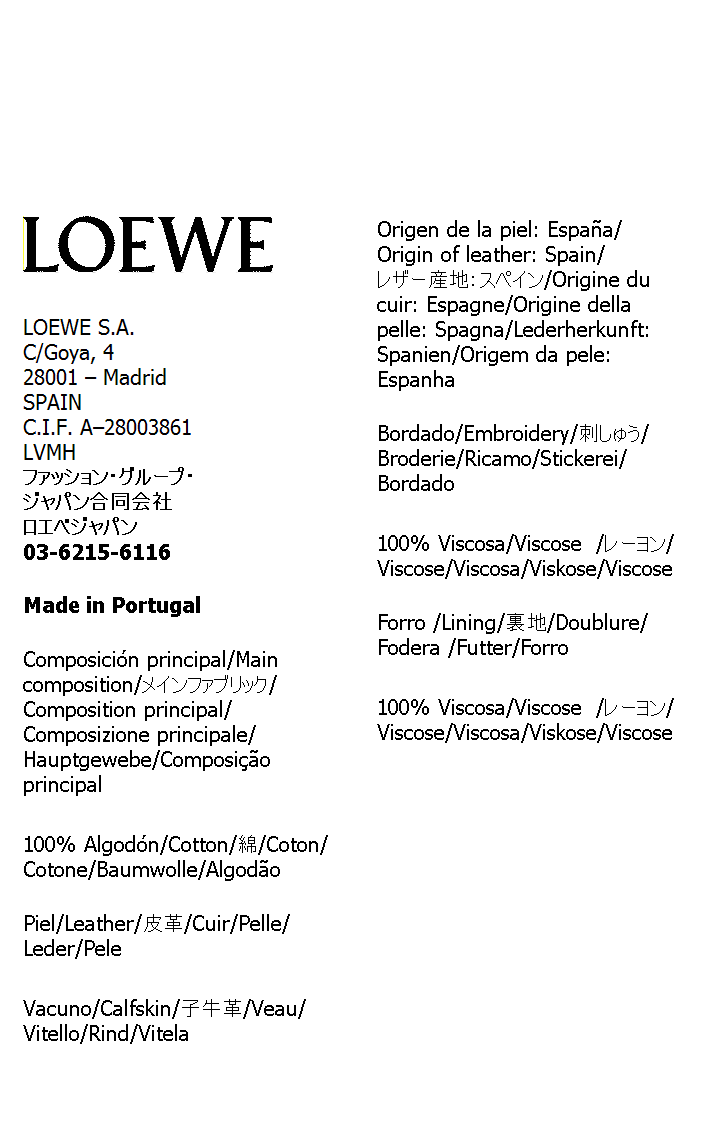 LOEWE
LOEWE S.A.
C/Goya, 4
28001 – Madrid
SPAIN
C.I.F. A–28003861
LVMH
ファッション・グループ・
ジャパン合同会社
ロエベジャパン
03-6215-6116
Made in Portugal
Composición principal/Main
composition/メインファブリック/
Composition principal/
Composizione principale/
Hauptgewebe/Composição
principal
100% Algodón/Cotton/綿/Coton/
Cotone/Baumwolle/Algodão
Piel/Leather/皮革/Cuir/Pelle/
Leder/Pele
Vacuno/Calfskin/子牛革/Veau/
Vitello/Rind/Vitela
Origen de la piel: España/
Origin of leather: Spain/
レザー産地：スペイン/Origine du
cuir: Espagne/Origine della
pelle: Spagna/Lederherkunft:
Spanien/Origem da pele:
Espanha
Bordado/Embroidery/刺しゅう/
Broderie/Ricamo/Stickerei/
Bordado
100% Viscosa/Viscose /レーヨン/
Viscose/Viscosa/Viskose/Viscose
Forro /Lining/裏地/Doublure/
Fodera /Futter/Forro
100% Viscosa/Viscose /レーヨン/
Viscose/Viscosa/Viskose/Viscose